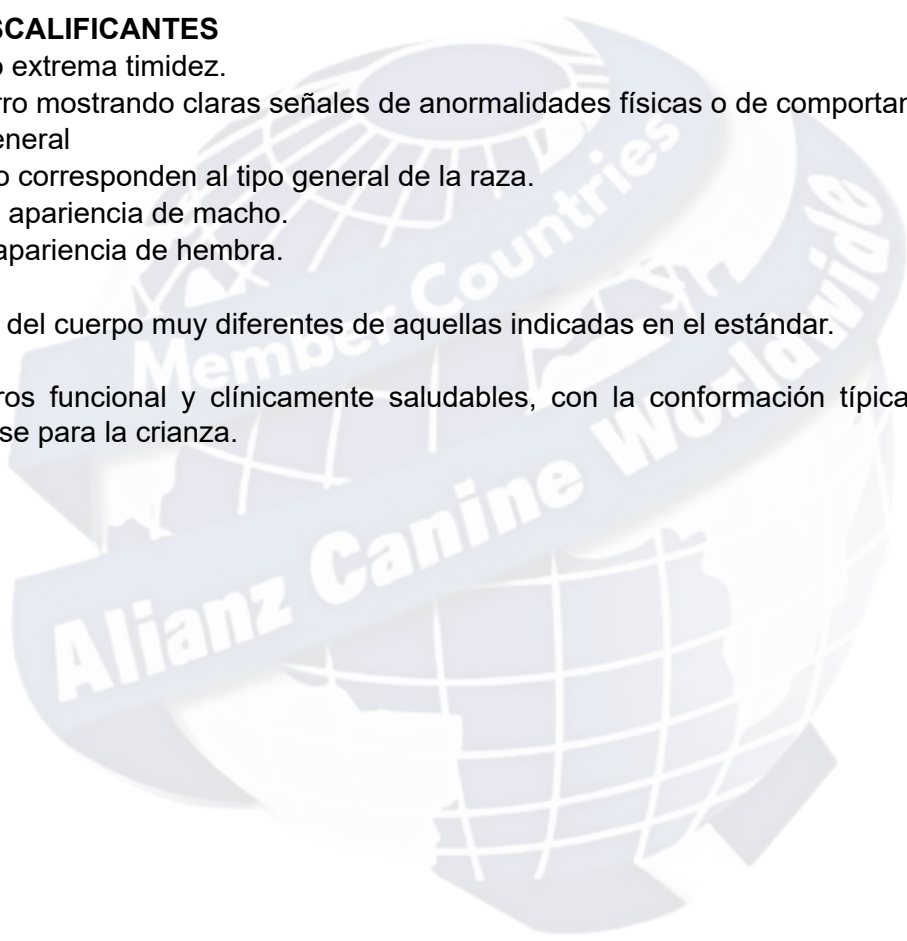 SCALIFICANTES
o extrema timidez.
rro mostrando claras señales de anormalidades físicas o de comportar
eneral
o corresponden al tipo general de la raza.
apariencia de macho.
apariencia de hembra.
del cuerpo muy diferentes de aquellas indicadas en el estándar.
ros funcional y clínicamente saludables, con la conformación típica
se para la crianza.
Member Countries
Alianz Canine Worldwide